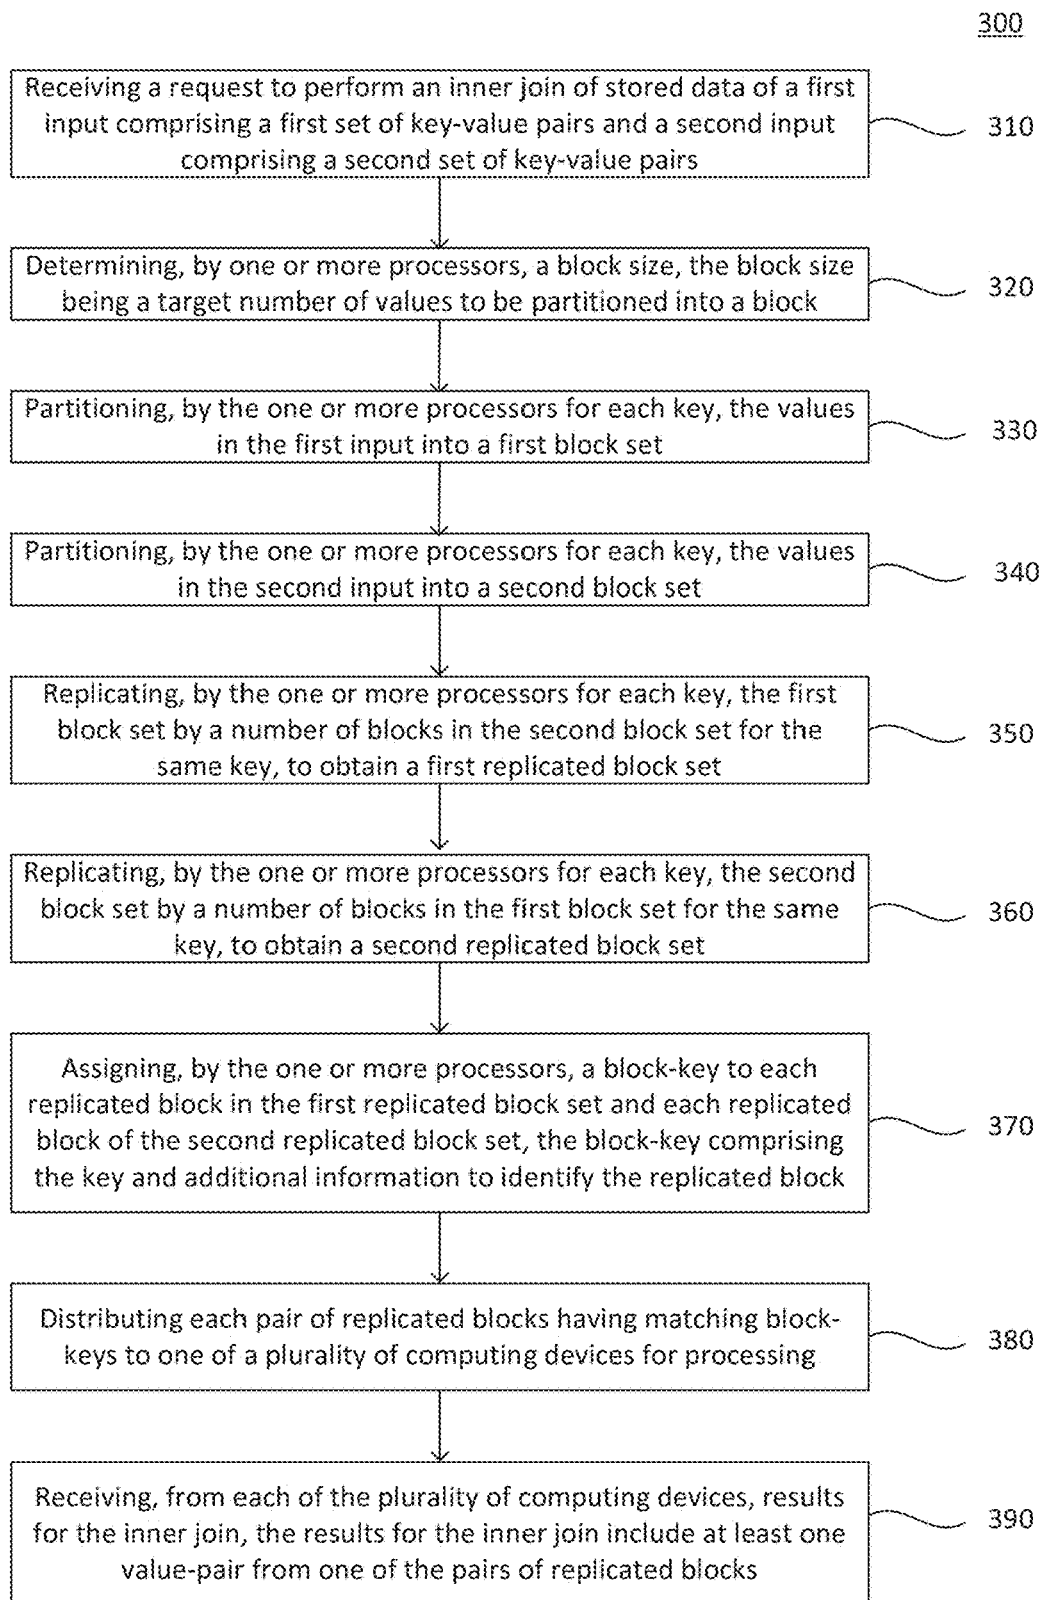 300
Receiving a request to perform an inner join of stored data of a first
input comprising a first set of key-value pairs and a second input
comprising a second set of key-value pairs
310
Determining, by one or more processors, a block size, the block size
being a target number of values to be partitioned into a block
320
Partitioning, by the one or more processors for each key, the values
in the first input into a first block set
330
Partitioning, by the one or more processors for each key, the values
in the second input into a second block set
340
Replicating, by the one or more processors for each key, the first
block set by a number of blocks in the second block set for the
same key, to obtain a first replicated block set
350
Replicating, by the one or more processors for each key, the second
block set by a number of blocks in the first block set for the same
key, to obtain a second replicated block set
360
Assigning, by the one or more processors, a block-key to each
replicated block in the first replicated block set and each replicated
block of the second replicated block set, the block-key comprising
the key and additional information to identify the replicated block
370
Distributing each pair of replicated blocks having matching block-
keys to one of a plurality of computing devices for processing
380
Receiving, from each of the plurality of computing devices, results
for the inner join, the results for the inner join include at least one
value-pair from one of the pairs of replicated blocks
390